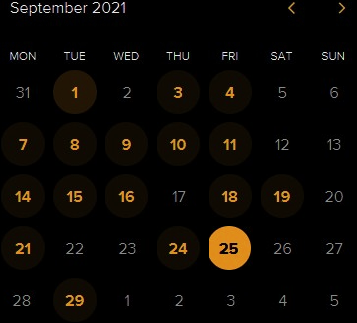 September 2021
MON TUE WED THU FRI SAT SUN
31 1 2 3 4 5 6
7 8 9 10 11 12 13
14 15 16 17 18 19 20
21 22 23 24 25 26 27
28 29 1 2 3 4 5